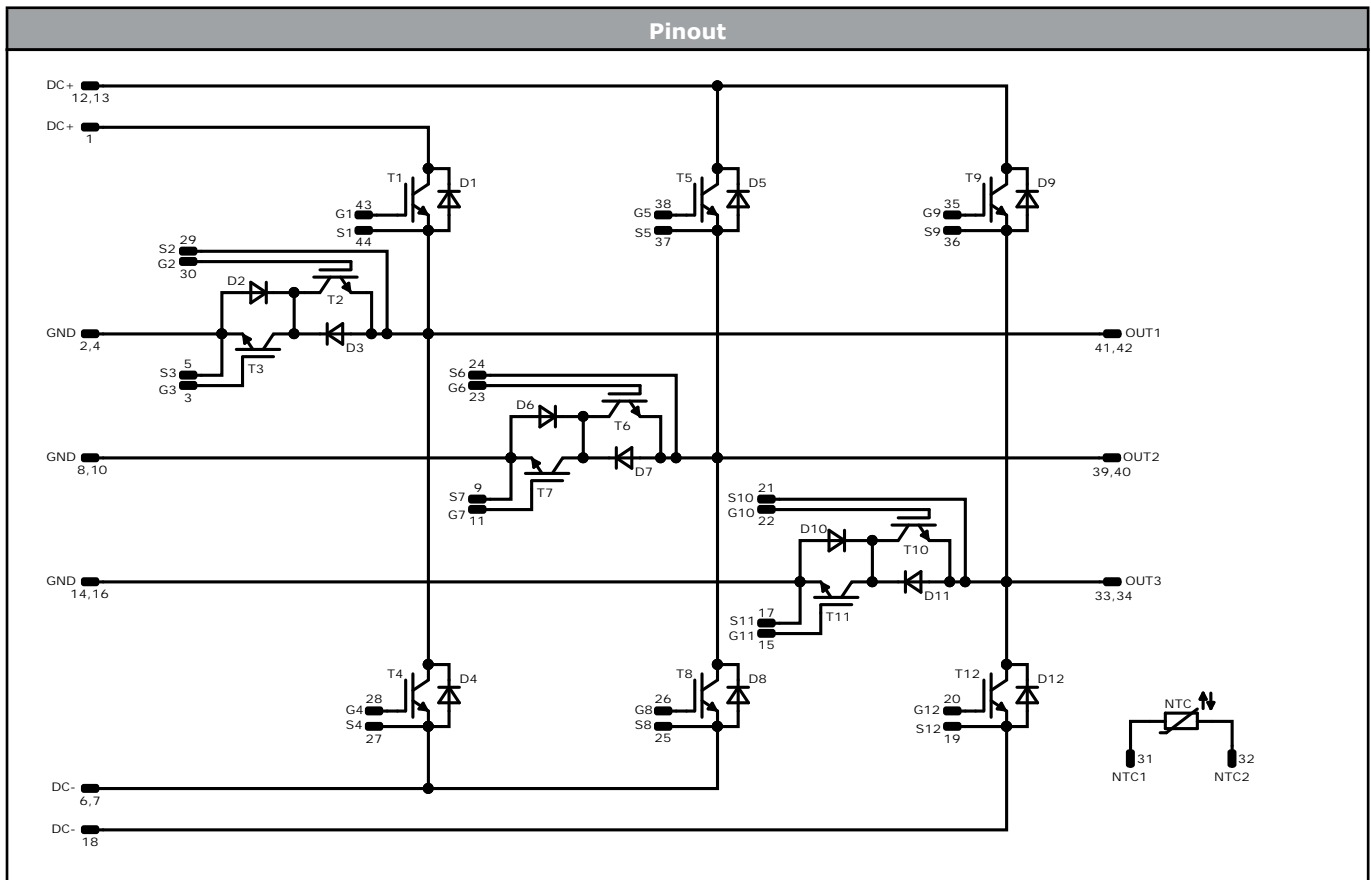 Pinout
DC+
12,13
DC+
1
T1
D1
43
G1
S1
44
T5
D5
38
G5
S5
37
T9
D9
35
G9
S9
36
S2
29
G2
30
D2
T2
GND
2,4
D3
T3
S3
5
G3
3
OUT1
41,42
S6
24
G6
23
D6
T6
GND
8,10
D7
T7
S7
9
G7
11
OUT2
39,40
S10
21
G10
22
D10
T10
GND
14,16
D11
T11
S11
17
G11
15
OUT3
33,34
T4
D4
28
G4
S4
27
T8
D8
26
G8
S8
25
T12
D12
20
G12
S12
19
NTC
31
32
NTC1
NTC2
DC-
6,7
DC-
18